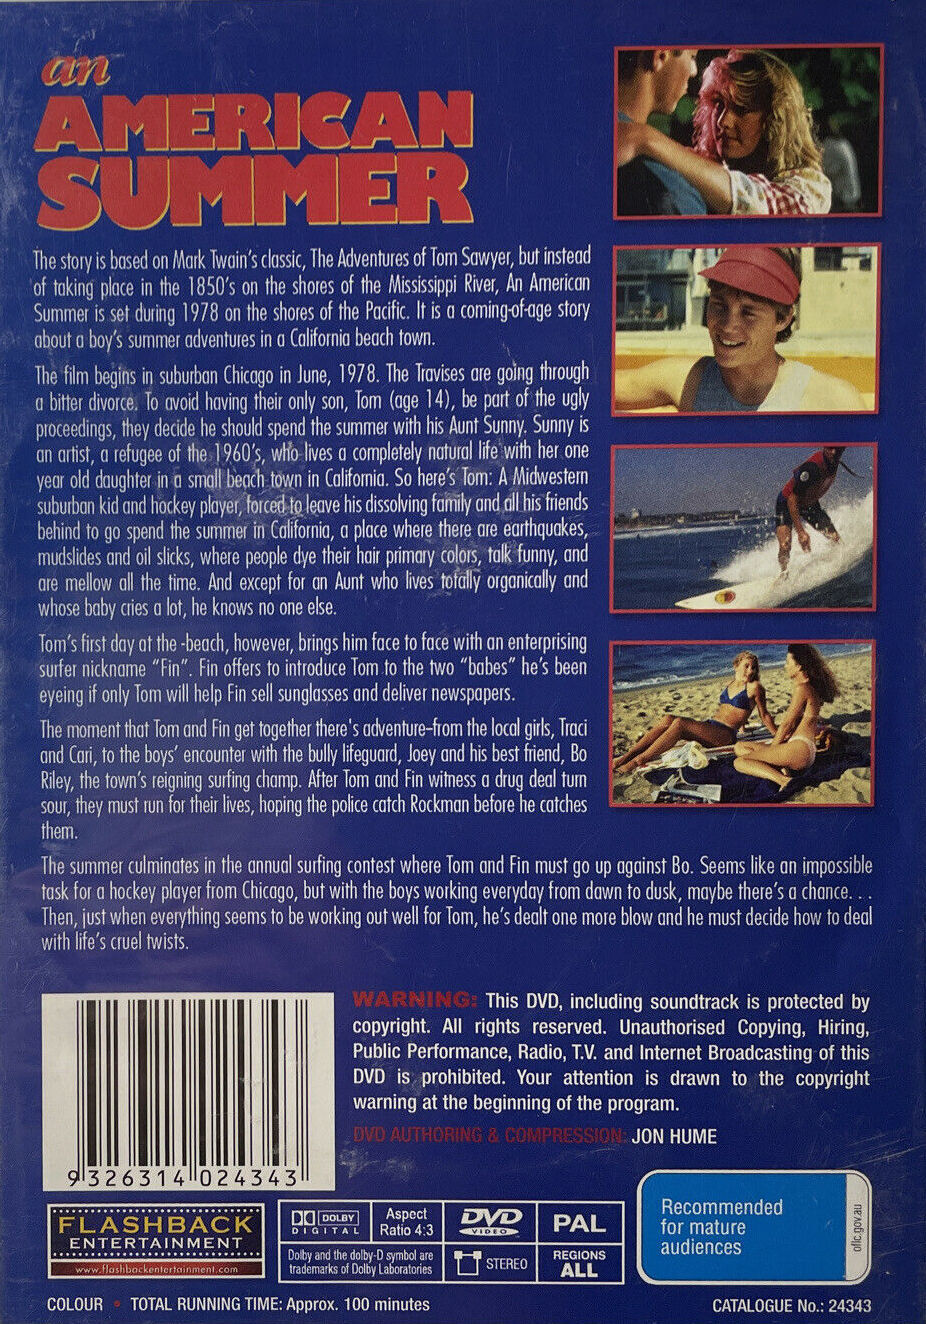 an
AMERICAN
SUMMER
The story is based on Mark Twain's classic, The Adventures of Tom Sawyer, but instead
of taking place in the 1850's on the shores of the Mississippi River, An American
Summer is set during 1978 on the shores of the Pacific. It is a coming-of-age story
about a boy's summer adventures in a California beach town.
The film begins in suburban Chicago in June, 1978. The Travises are going through
a bitter divorce. To avoid having their only son, Tom (age 14), be part of the ugly
proceedings, they decide he should spend the summer with his Aunt Sunny. Sunny is
an artist, a refugee of the 1960's, who lives a completely natural life with her one
year old daughter in a small beach town in California. So here's Tom: A Midwestern
suburban kid and hockey player, forced to leave his dissolving family and all his friends
behind to go spend the summer in California, a place where there are earthquakes,
mudslides and oil slicks, where people dye their hair primary colors, talk funny, and
are mellow all the time. And except for an Aunt who lives totally organically and
whose baby cries a lot, he knows no one else.
Tom's first day at the -beach, however, brings him face to face with an enterprising
surfer nickname "Fin". Fin offers to introduce Tom to the two "babes" he's been
eyeing if only Tom will help Fin sell sunglasses and deliver newspapers.
The moment that Tom and Fin get together there's adventure–from the local girls, Traci
and Cari, to the boys' encounter with the bully lifeguard, Joey and his best friend, Bo
Riley, the town's reigning surfing champ. After Tom and Fin witness a drug deal turn
sour, they must run for their lives, hoping the police catch Rockman before he catches
them.
The summer culminates in the annual surfing contest where Tom and Fin must go up against Bo. Seems like an impossible
task for a hockey player from Chicago, but with the boys working everyday from dawn to dusk, maybe there's a chance. . .
Then, just when everything seems to be working out well for Tom, he's dealt one more blow and he must decide how to deal
with life's cruel twists.
WARNING: This DVD, including soundtrack is protected by
copyright. All rights reserved. Unauthorised Copying, Hiring,
Public Performance, Radio, T.V. and Internet Broadcasting of this
DVD is prohibited. Your attention is drawn to the copyright
warning at the beginning of the program.
DVD AUTHORING & COMPRESSION: JON HUME
9 326314 024343
FLASHBACK
ENTERTAINMENT
www.flashbackentertainment.com
DOLBY
DIGITAL
Aspect
Ratio 4:3
DVD
VIDEO
PAL
Dolby and the dolby-D symbol are
trademarks of Dolby Laboratories
STEREO
REGIONS
ALL
Recommended
for mature
audiences
oflc.gov.au
COLOUR • TOTAL RUNNING TIME: Approx. 100 minutes
CATALOGUE No.: 24343